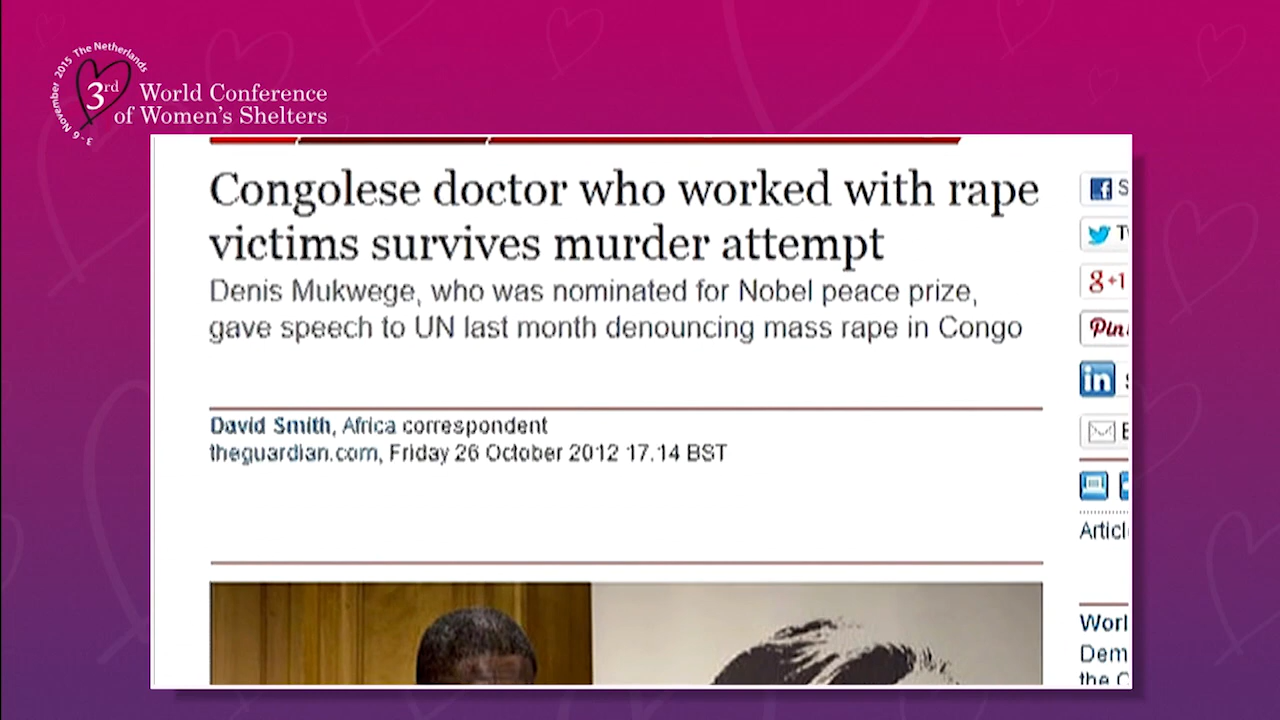 3 - 6 November 2015 The Netherlands
3rd
World Conference
of Women's Shelters
Congolese doctor who worked with rape
victims survives murder attempt
Denis Mukwege, who was nominated for Nobel peace prize,
gave speech to UN last month denouncing mass rape in Congo
David Smith, Africa correspondent
theguardian.com, Friday 26 October 2012 17.14 BST
S
T
g+1
Pin
in
E
Articl
Worl
Dem
the C